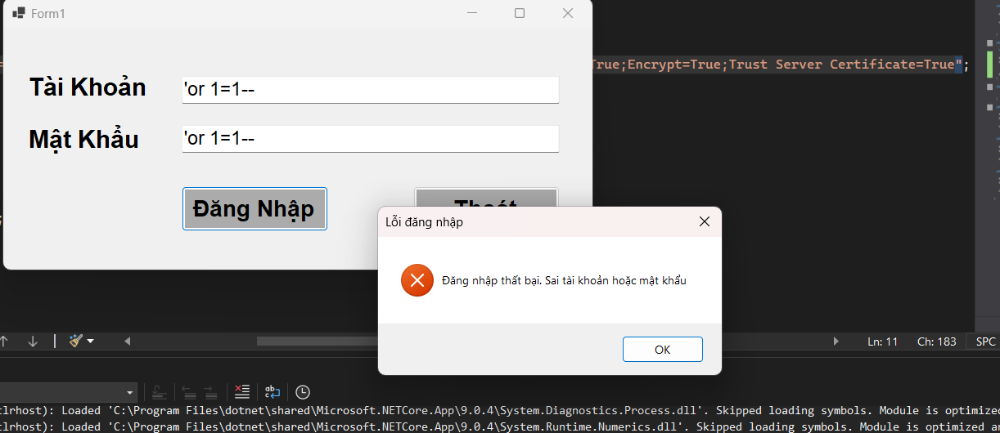 Form1
True;Encrypt=True;Trust Server Certificate=True";
Tài Khoản
'or 1=1--
Mật Khẩu
'or 1=1--
Đăng Nhập
Thoát
Lỗi đăng nhập
Đăng nhập thất bại. Sai tài khoản hoặc mật khẩu
OK
Ln: 11 Ch: 183 SPC
tlrhost): Loaded 'C:\Program Files\dotnet\shared\Microsoft.NETCore.App\9.0.4\System.Diagnostics.Process.dll'. Skipped loading symbols. Module is optimized
tlrhost): Loaded 'C:\Program Files\dotnet\shared\Microsoft.NETCore.App\9.0.4\System.Runtime.Numerics.dll'. Skipped loading symbols. Module is optimized a